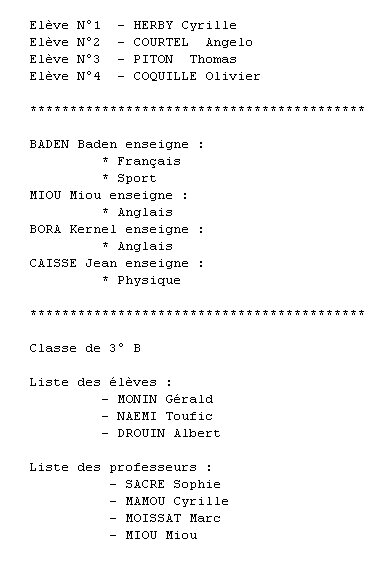 Elève N°1 - HERBY Cyrille
Elève N°2 - COURTEL Angelo
Elève N°3 - PITON Thomas
Elève N°4 - COQUILLE Olivier
******************************************
BADEN Baden enseigne :
* Français
* Sport
MIOU Miou enseigne :
* Anglais
BORA Kernel enseigne :
* Anglais
CAISSE Jean enseigne :
* Physique
******************************************
Classe de 3° B
Liste des élèves :
- MONIN Gérald
- NAEMI Toufic
- DROUIN Albert
Liste des professeurs :
- SACRE Sophie
- MAMOU Cyrille
- MOISSAT Marc
- MIOU Miou